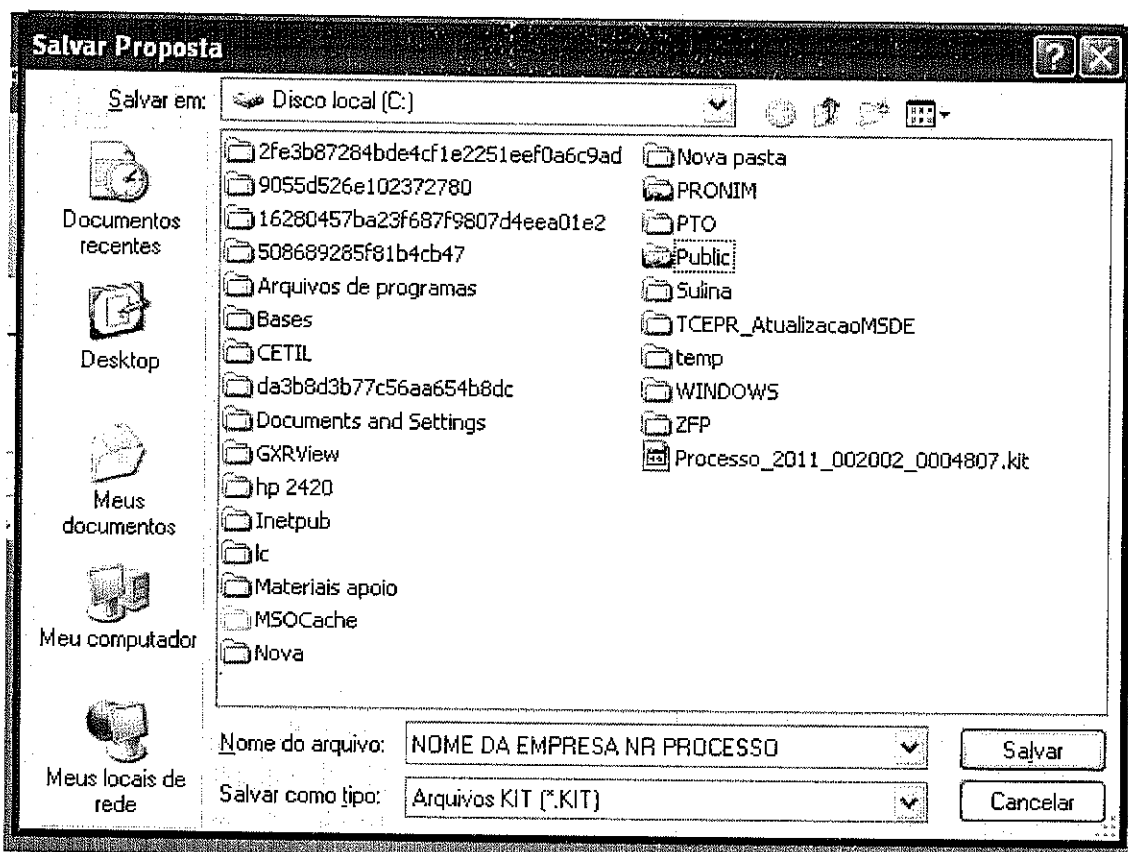 Salvar Proposta
Salvar em:
Disco local (C:)
Documentos
recentes
Desktop
Meus
documentos
Meu computador
Meus locais de
rede
2fe3b87284bde4cf1e2251eef0a6c9ad
9055d526e102372780
16280457ba23f687f9807d4eea01e2
508689285f81b4cb47
Arquivos de programas
Bases
CETIL
da3b8d3b77c56aa654b8dc
Documents and Settings
GXRView
hp 2420
Inetpub
lc
Materiais apoio
MSOCache
Nova
Nova pasta
PRONIM
PTO
Public
Sulina
TCEPR_AtualizacaoMSDE
temp
WINDOWS
ZFP
Processo_2011_002002_0004807.kit
Nome do arquivo:
NOME DA EMPRESA NR PROCESSO
Salvar
Salvar como tipo:
Arquivos KIT (*.KIT)
Cancelar